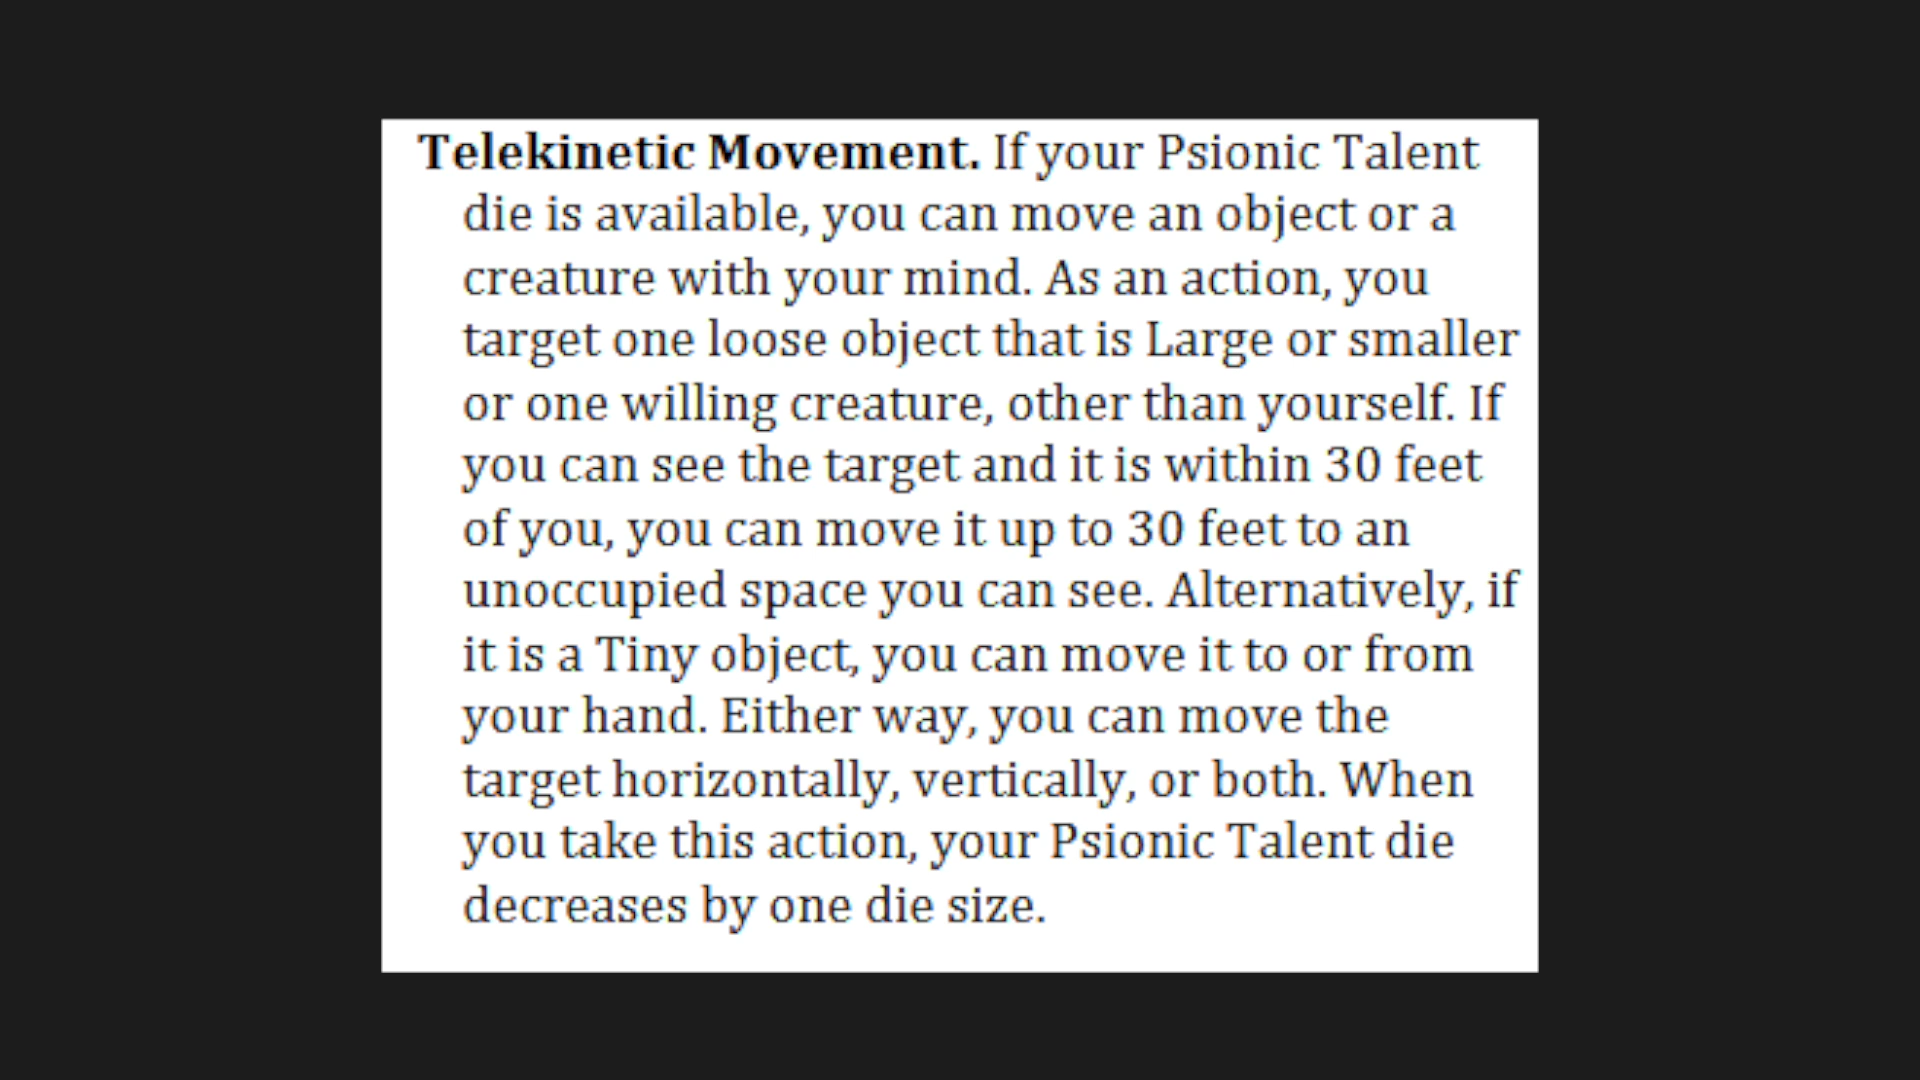 Telekinetic Movement. If your Psionic Talent
die is available, you can move an object or a
creature with your mind. As an action, you
target one loose object that is Large or smaller
or one willing creature, other than yourself. If
you can see the target and it is within 30 feet
of you, you can move it up to 30 feet to an
unoccupied space you can see. Alternatively, if
it is a Tiny object, you can move it to or from
your hand. Either way, you can move the
target horizontally, vertically, or both. When
you take this action, your Psionic Talent die
decreases by one die size.